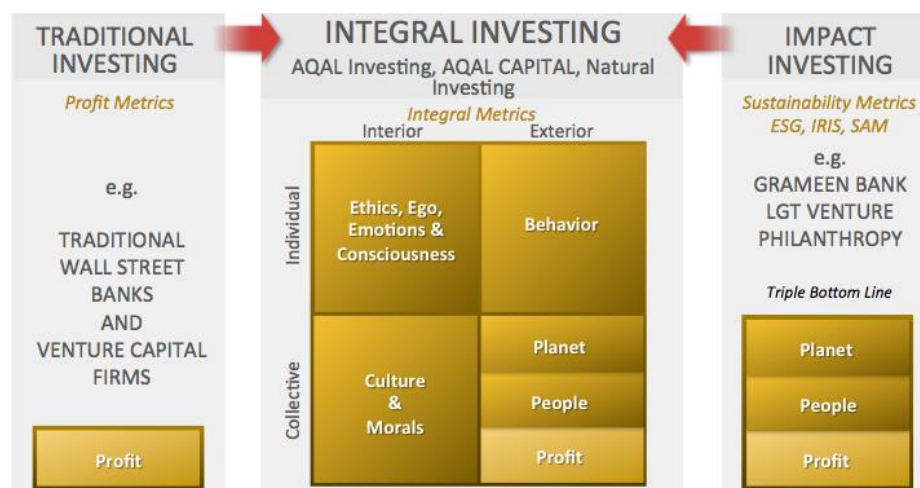 TRADITIONAL
INVESTING
Profit Metrics
e.g.
TRADITIONAL
WALL STREET
BANKS
AND
VENTURE CAPITAL
FIRMS
Profit
INTEGRAL INVESTING
AQAL Investing, AQAL CAPITAL, Natural
Investing
Integral Metrics
Interior
Exterior
Individual
Ethics, Ego,
Emotions &
Consciousness
Behavior
Collective
Culture
&
Morals
Planet
People
Profit
IMPACT
INVESTING
Sustainability Metrics
ESG, IRIS, SAM
e.g.
GRAMEEN BANK
LGT VENTURE
PHILANTHROPY
Triple Bottom Line
Planet
People
Profit